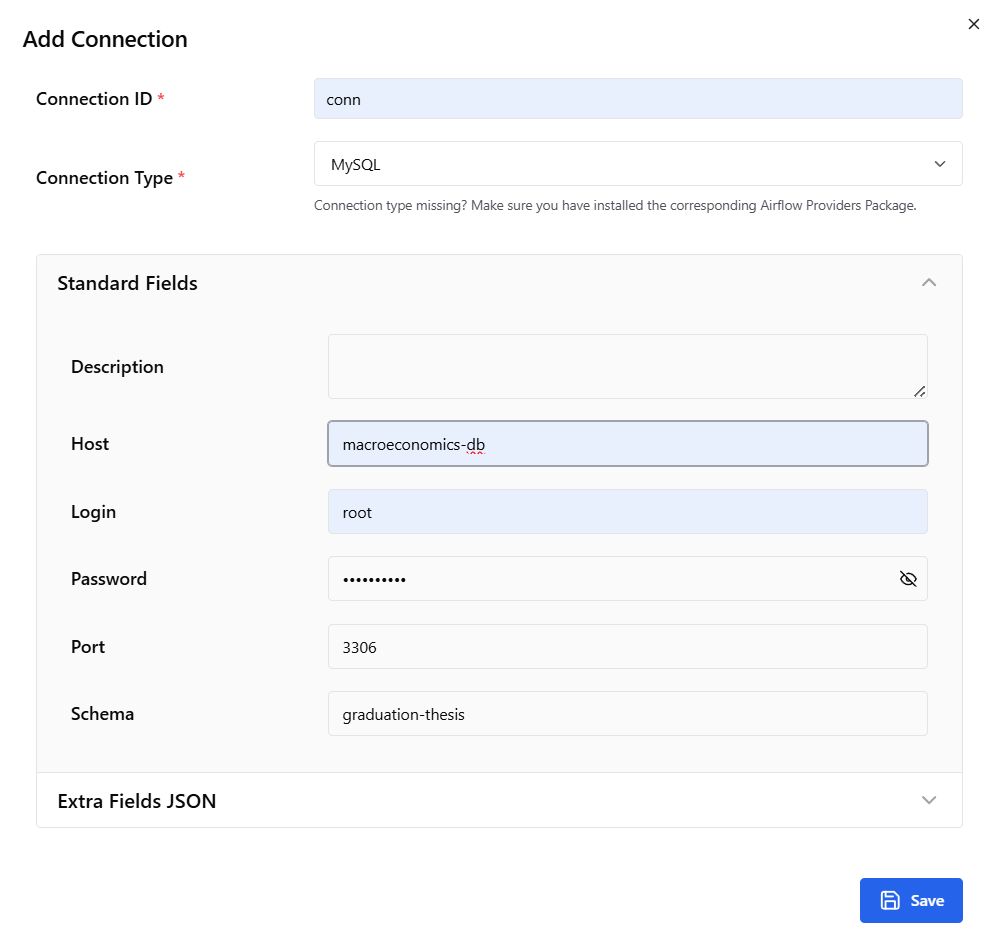 Add Connection
Connection ID *
conn
Connection Type *
MySQL
Connection type missing? Make sure you have installed the corresponding Airflow Providers Package.
Standard Fields
Description
Host
macroeconomics-db
Login
root
Password
••••••••••
Port
3306
Schema
graduation-thesis
Extra Fields JSON
Save